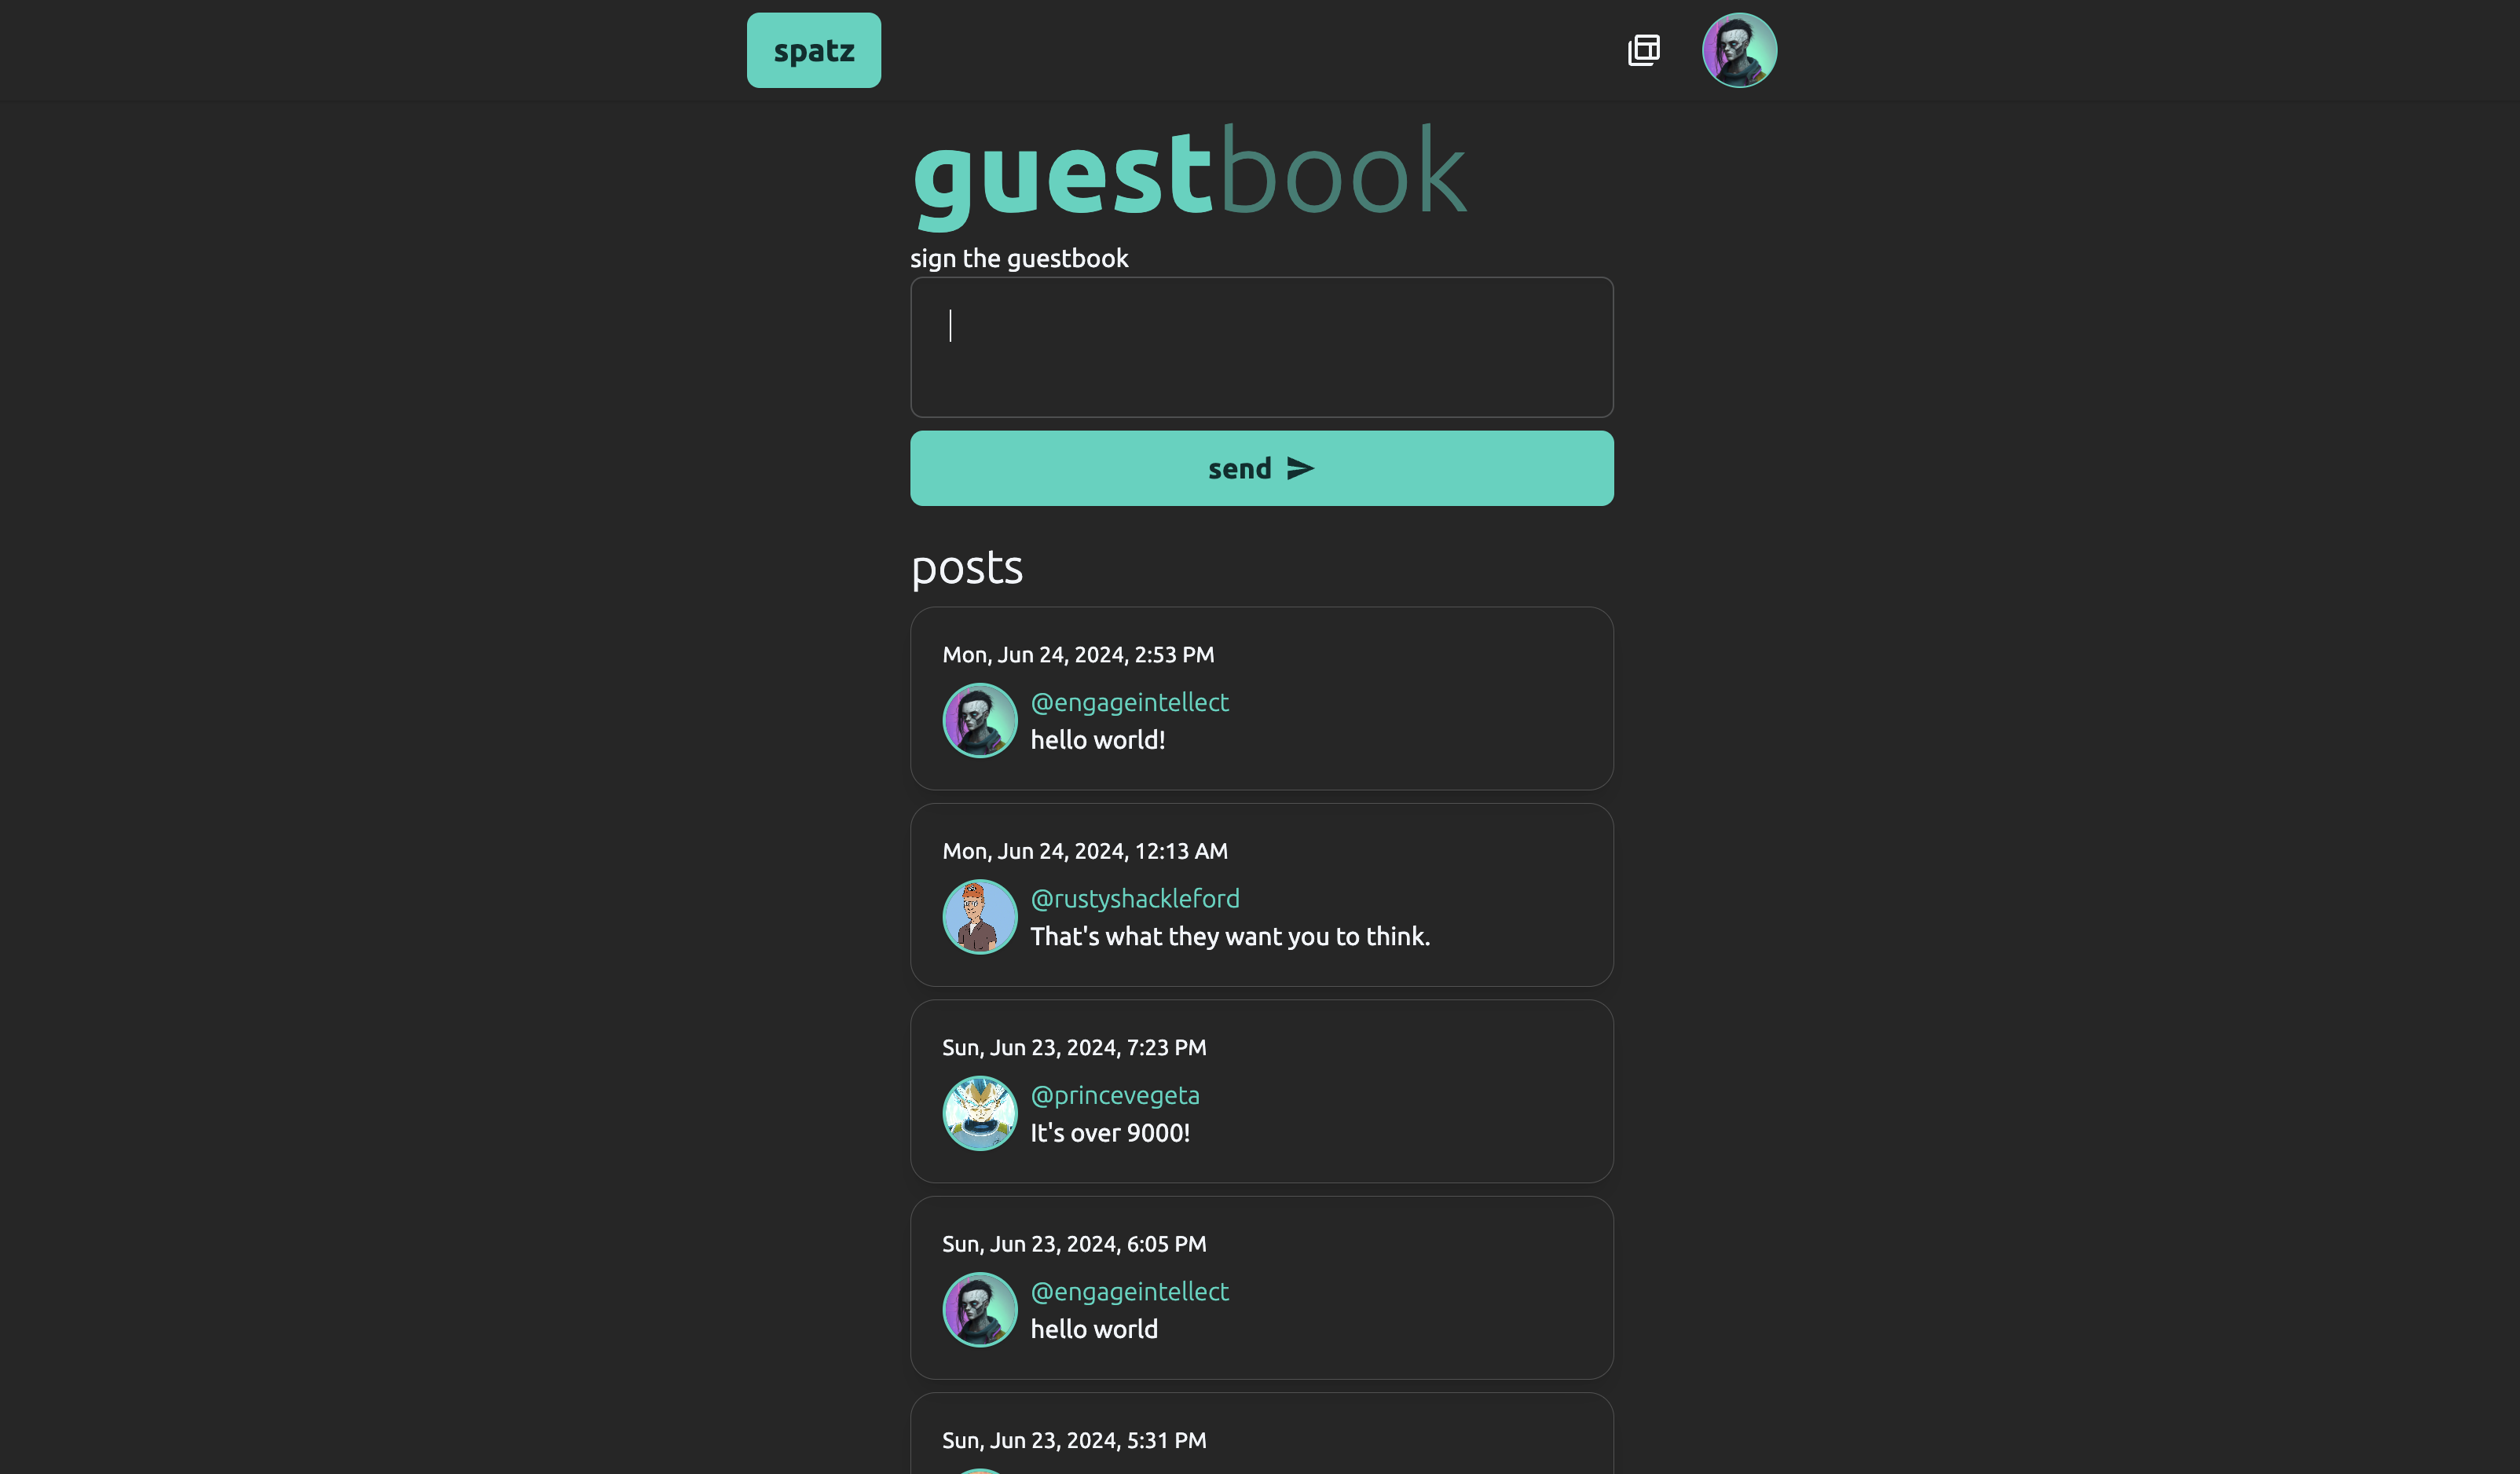 spatz
guestbook
sign the guestbook
send
posts
Mon, Jun 24, 2024, 2:53 PM
@engageintellect
hello world!
Mon, Jun 24, 2024, 12:13 AM
@rustyshackleford
That's what they want you to think.
Sun, Jun 23, 2024, 7:23 PM
@princevegeta
It's over 9000!
Sun, Jun 23, 2024, 6:05 PM
@engageintellect
hello world
Sun, Jun 23, 2024, 5:31 PM